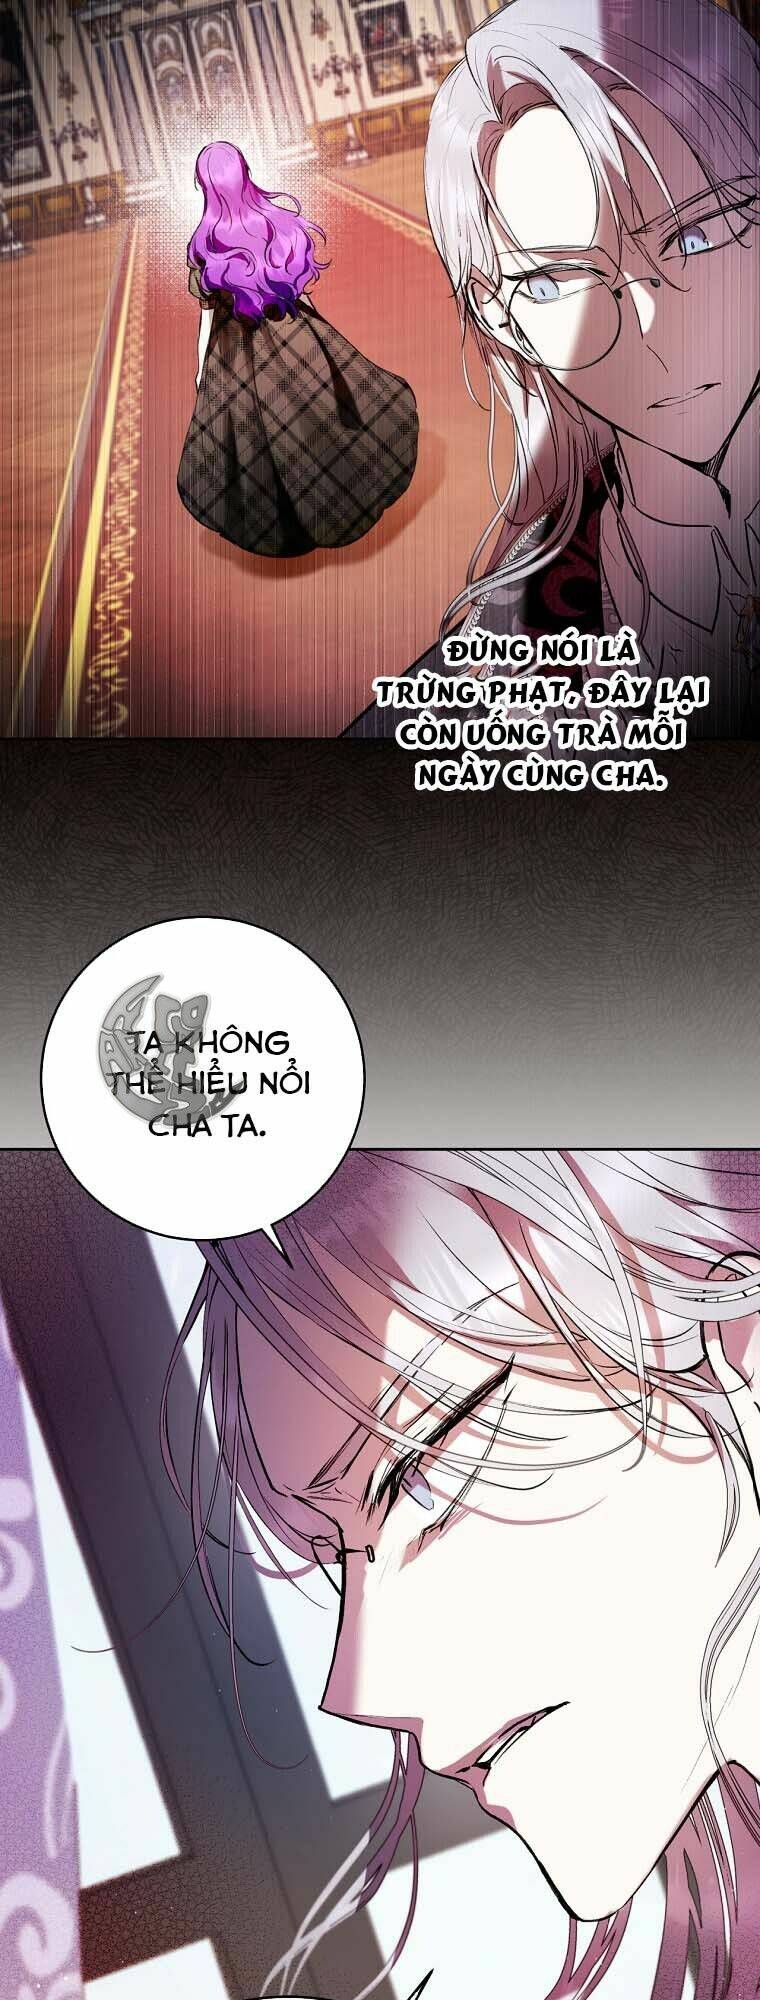 ĐỪNG NÓI LÀ
TRỪNG PHẠT, ĐÂY LẠI
CÒN UỐNG TRÀ MỖI
NGÀY CÙNG CHA.
TA KHÔNG
THỂ HIỂU NỔI
CHA TA.